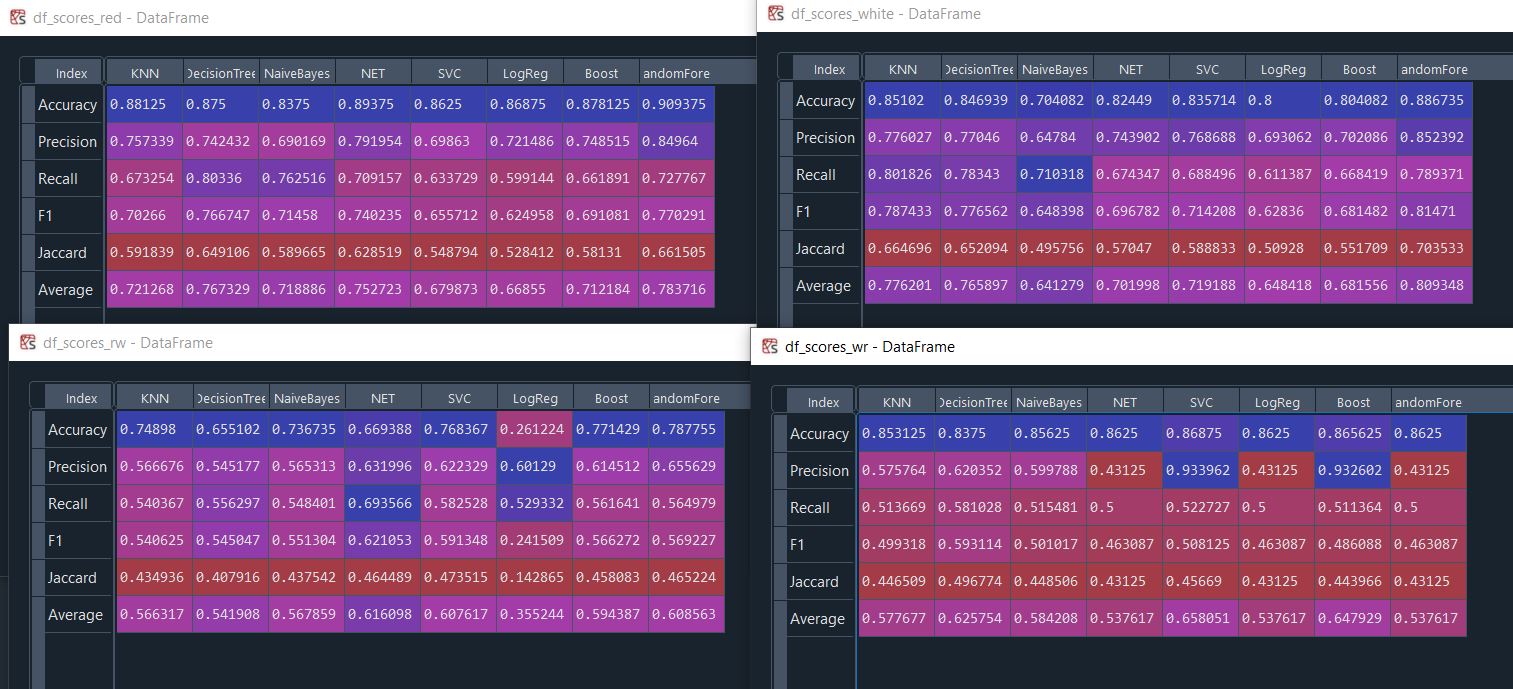 df_scores_red - DataFrame
Index KNN DecisionTree NaiveBayes NET SVC LogReg Boost andomFore
Accuracy 0.88125 0.875 0.8375 0.89375 0.8625 0.86875 0.878125 0.909375
Precision 0.757339 0.742432 0.690169 0.791954 0.69863 0.721486 0.748515 0.84964
Recall 0.673254 0.80336 0.762516 0.709157 0.633729 0.599144 0.661891 0.727767
F1 0.70266 0.766747 0.71458 0.740235 0.655712 0.624958 0.691081 0.770291
Jaccard 0.591839 0.649106 0.589665 0.628519 0.548794 0.528412 0.58131 0.661505
Average 0.721268 0.767329 0.718886 0.752723 0.679873 0.66855 0.712184 0.783716
df_scores_white - DataFrame
Index KNN DecisionTree NaiveBayes NET SVC LogReg Boost andomFore
Accuracy 0.85102 0.846939 0.704082 0.82449 0.835714 0.8 0.804082 0.886735
Precision 0.776027 0.77046 0.64784 0.743902 0.768688 0.693062 0.702086 0.852392
Recall 0.801826 0.78343 0.710318 0.674347 0.688496 0.611387 0.668419 0.789371
F1 0.787433 0.776562 0.648398 0.696782 0.714208 0.62836 0.681482 0.81471
Jaccard 0.664696 0.652094 0.495756 0.57047 0.588833 0.50928 0.551709 0.703533
Average 0.776201 0.765897 0.641279 0.701998 0.719188 0.648418 0.681556 0.809348
df_scores_rw - DataFrame
Index KNN DecisionTree NaiveBayes NET SVC LogReg Boost andomFore
Accuracy 0.74898 0.655102 0.736735 0.669388 0.768367 0.261224 0.771429 0.787755
Precision 0.566676 0.545177 0.565313 0.631996 0.622329 0.60129 0.614512 0.655629
Recall 0.540367 0.556297 0.548401 0.693566 0.582528 0.529332 0.561641 0.564979
F1 0.540625 0.545047 0.551304 0.621053 0.591348 0.241509 0.566272 0.569227
Jaccard 0.434936 0.407916 0.437542 0.464489 0.473515 0.142865 0.458083 0.465224
Average 0.566317 0.541908 0.567859 0.616098 0.607617 0.355244 0.594387 0.608563
df_scores_wr - DataFrame
Index KNN DecisionTree NaiveBayes NET SVC LogReg Boost andomFore
Accuracy 0.853125 0.8375 0.85625 0.8625 0.86875 0.8625 0.865625 0.8625
Precision 0.575764 0.620352 0.599788 0.43125 0.933962 0.43125 0.932602 0.43125
Recall 0.513669 0.581028 0.515481 0.5 0.522727 0.5 0.511364 0.5
F1 0.499318 0.593114 0.501017 0.463087 0.508125 0.463087 0.486088 0.463087
Jaccard 0.446509 0.496774 0.448506 0.43125 0.45669 0.43125 0.443966 0.43125
Average 0.577677 0.625754 0.584208 0.537617 0.658051 0.537617 0.647929 0.537617